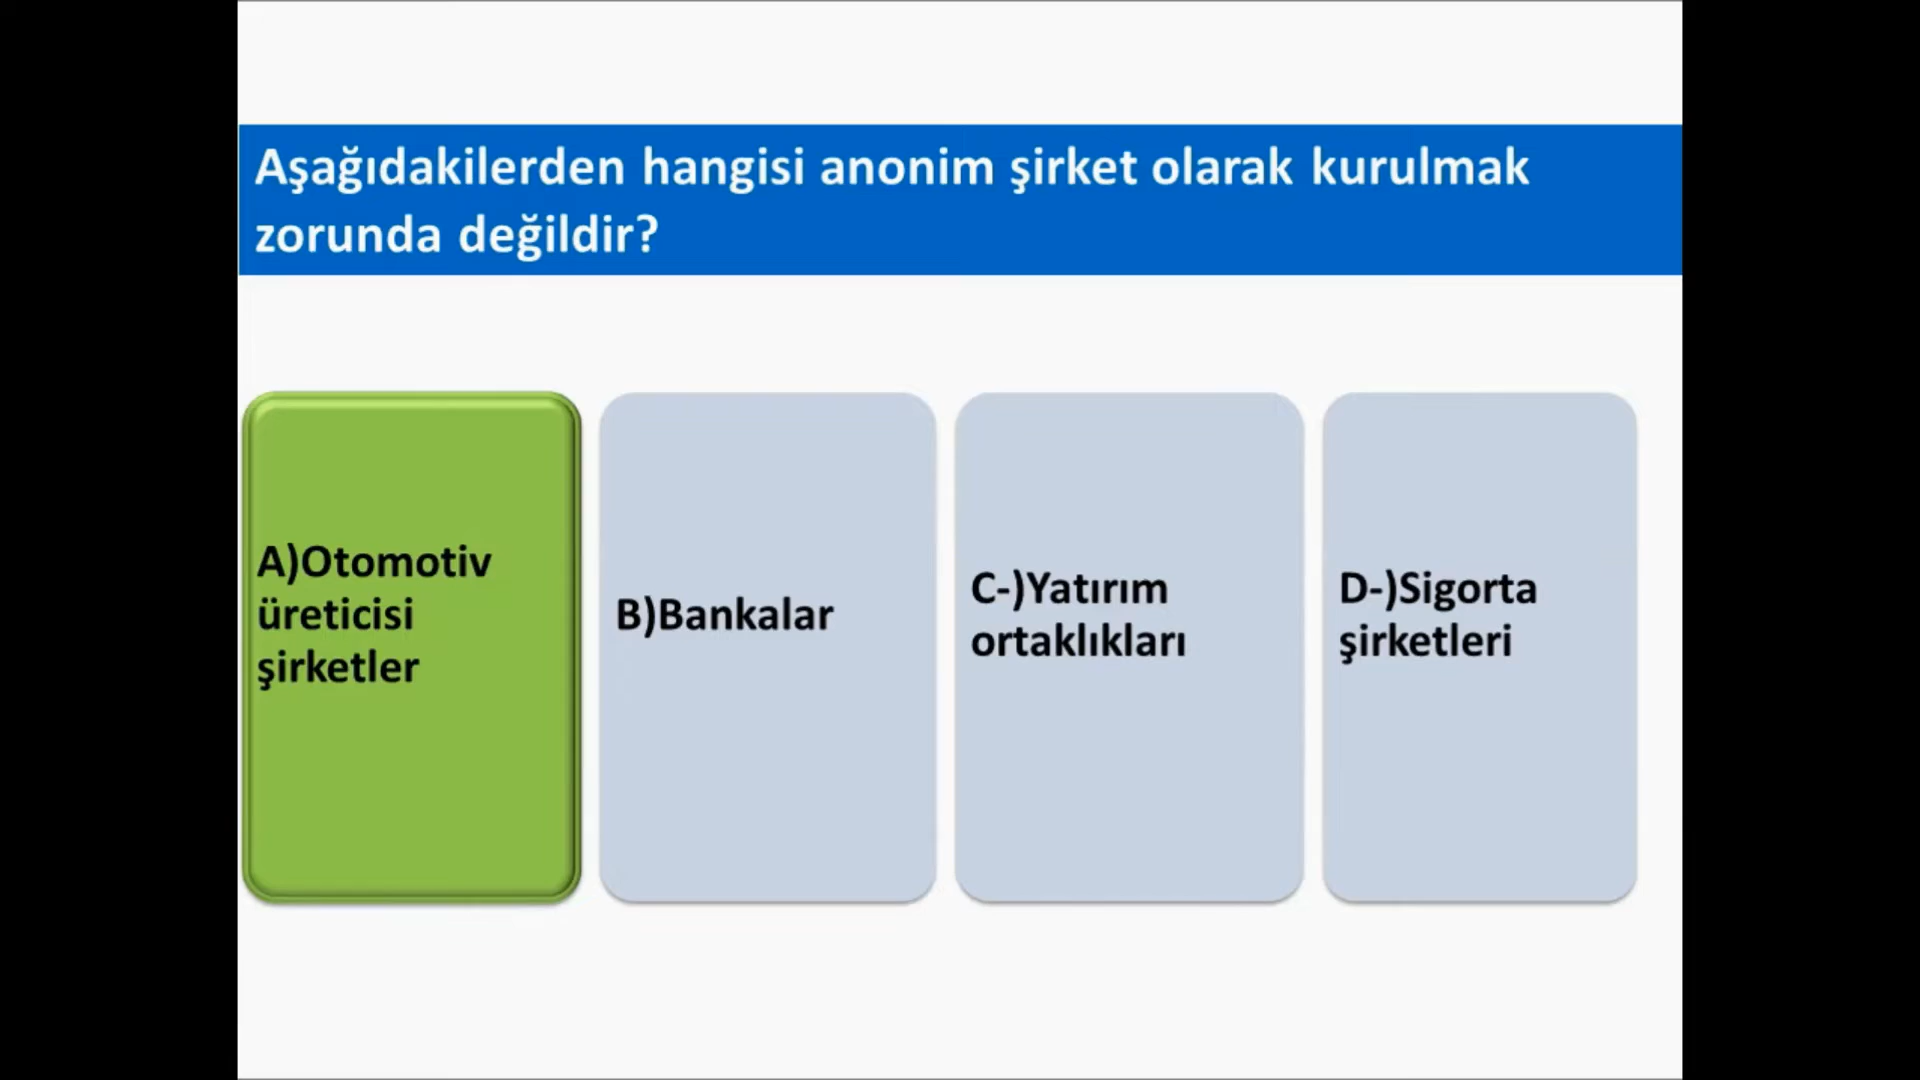 Aşağıdakilerden hangisi anonim şirket olarak kurulmak
zorunda değildir?
A)Otomotiv
üreticisi
şirketler
B)Bankalar
C-)Yatırım
ortaklıkları
D-)Sigorta
şirketleri